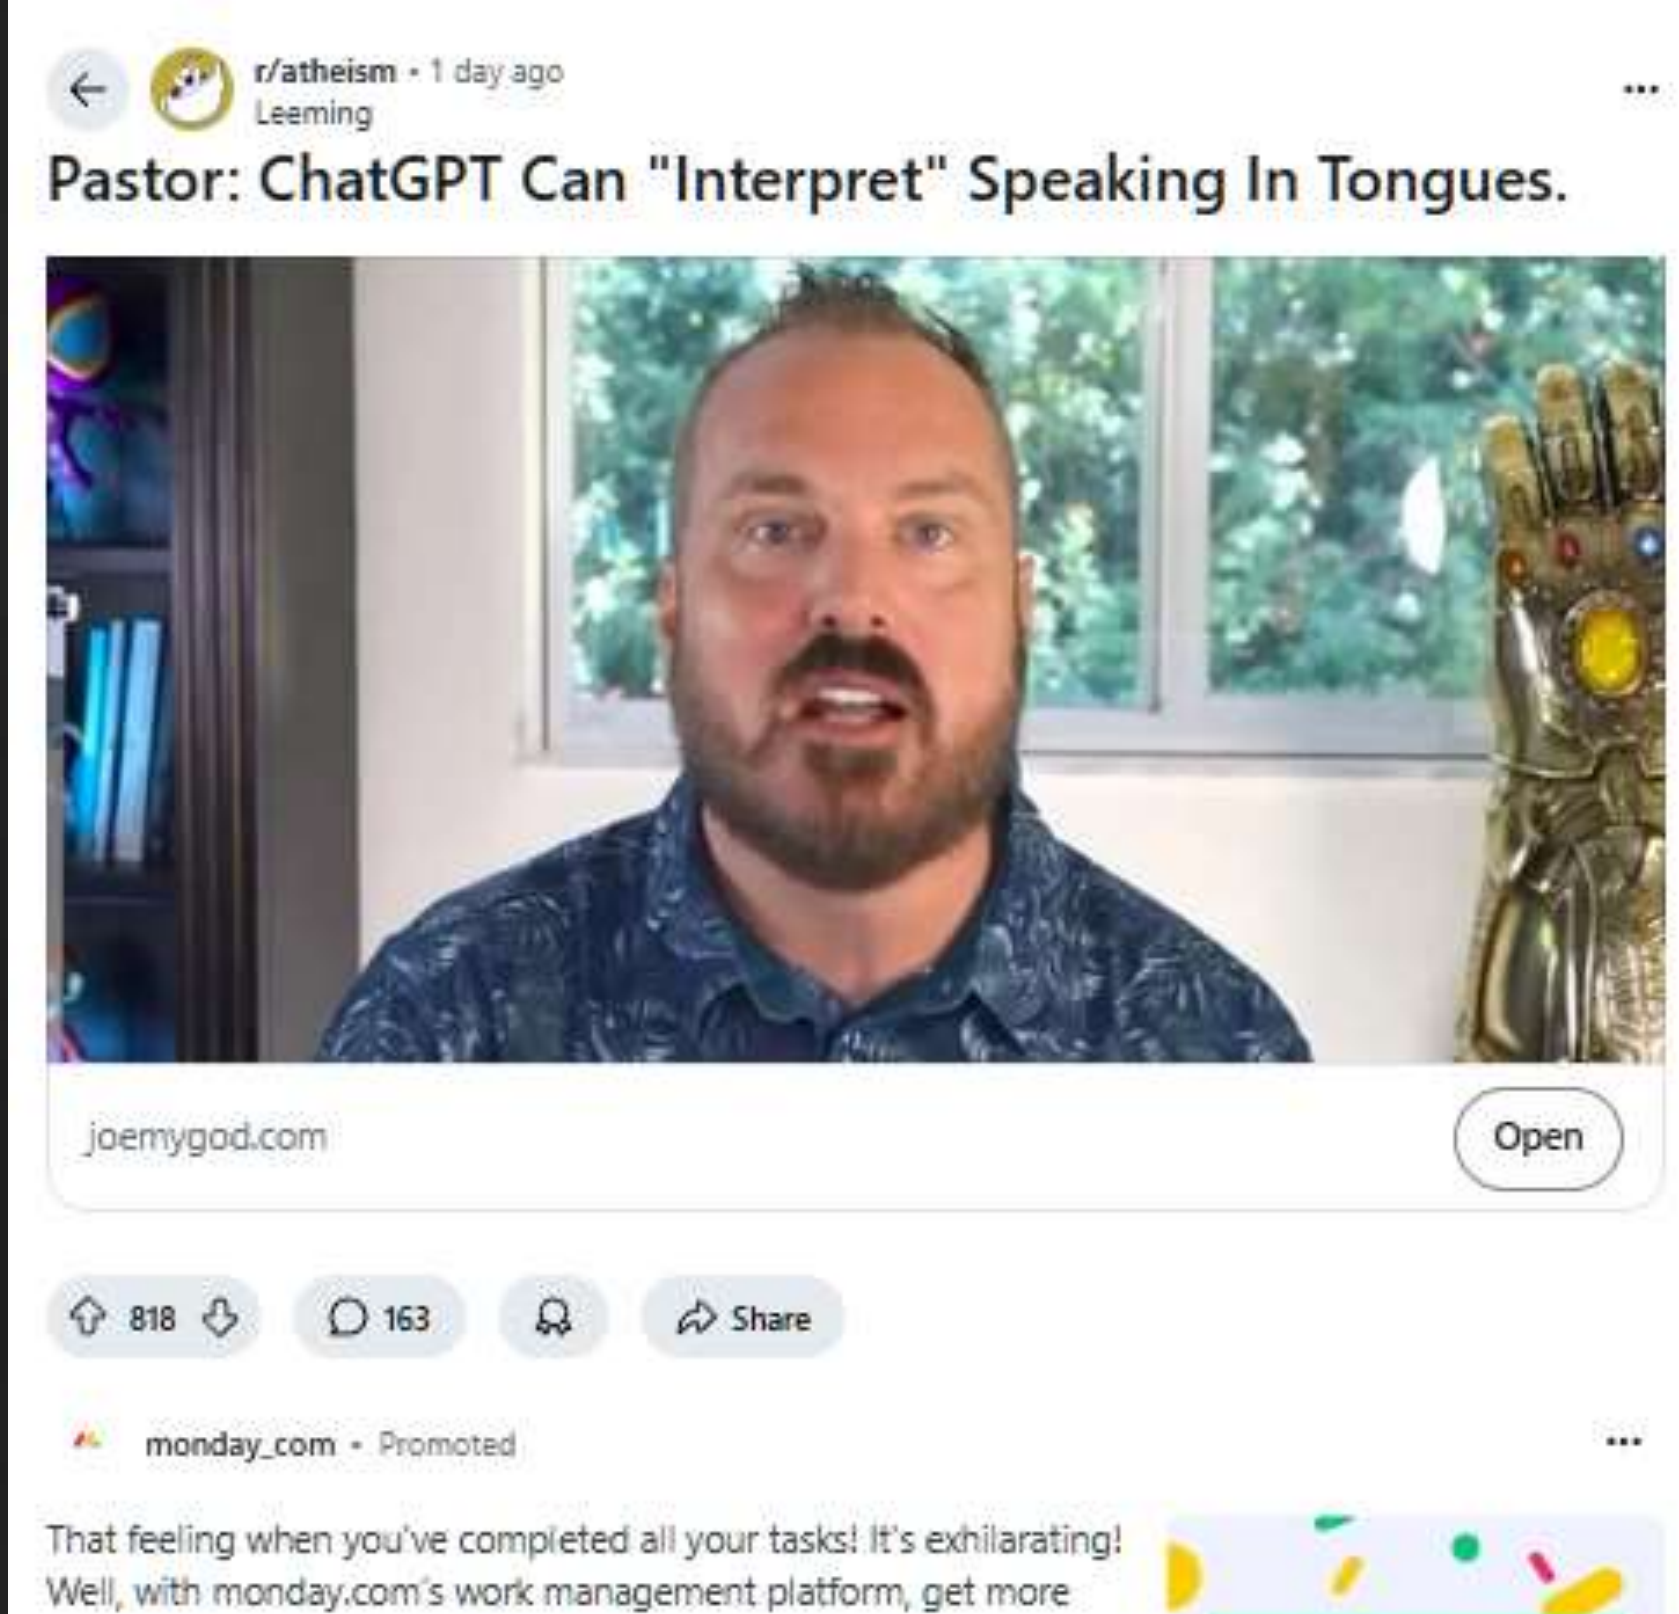 r/atheism • 1 day ago
Leeming
Pastor: ChatGPT Can "Interpret" Speaking In Tongues.
joemygod.com
Open
818
163
Share
monday_com • Promoted
That feeling when you've completed all your tasks! It's exhilarating!
Well, with monday.com's work management platform, get more